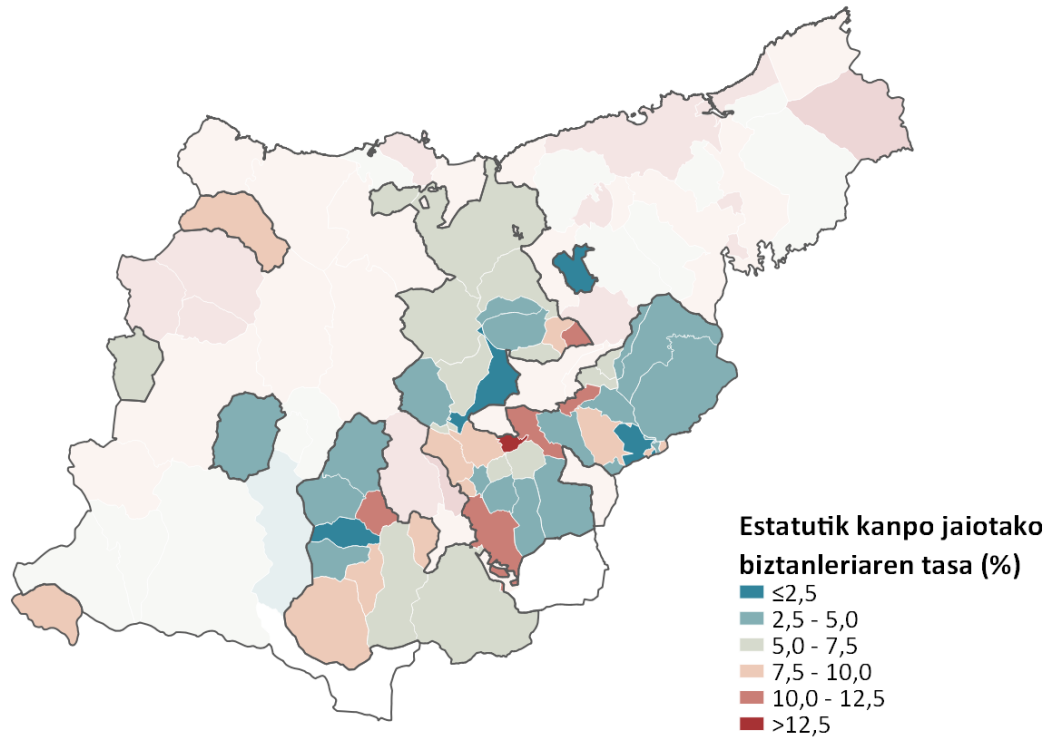 Estatutik kanpo jaiotako
biztanleriaren tasa (%)
≤2,5
2,5 - 5,0
5,0 - 7,5
7,5 - 10,0
10,0 - 12,5
>12,5